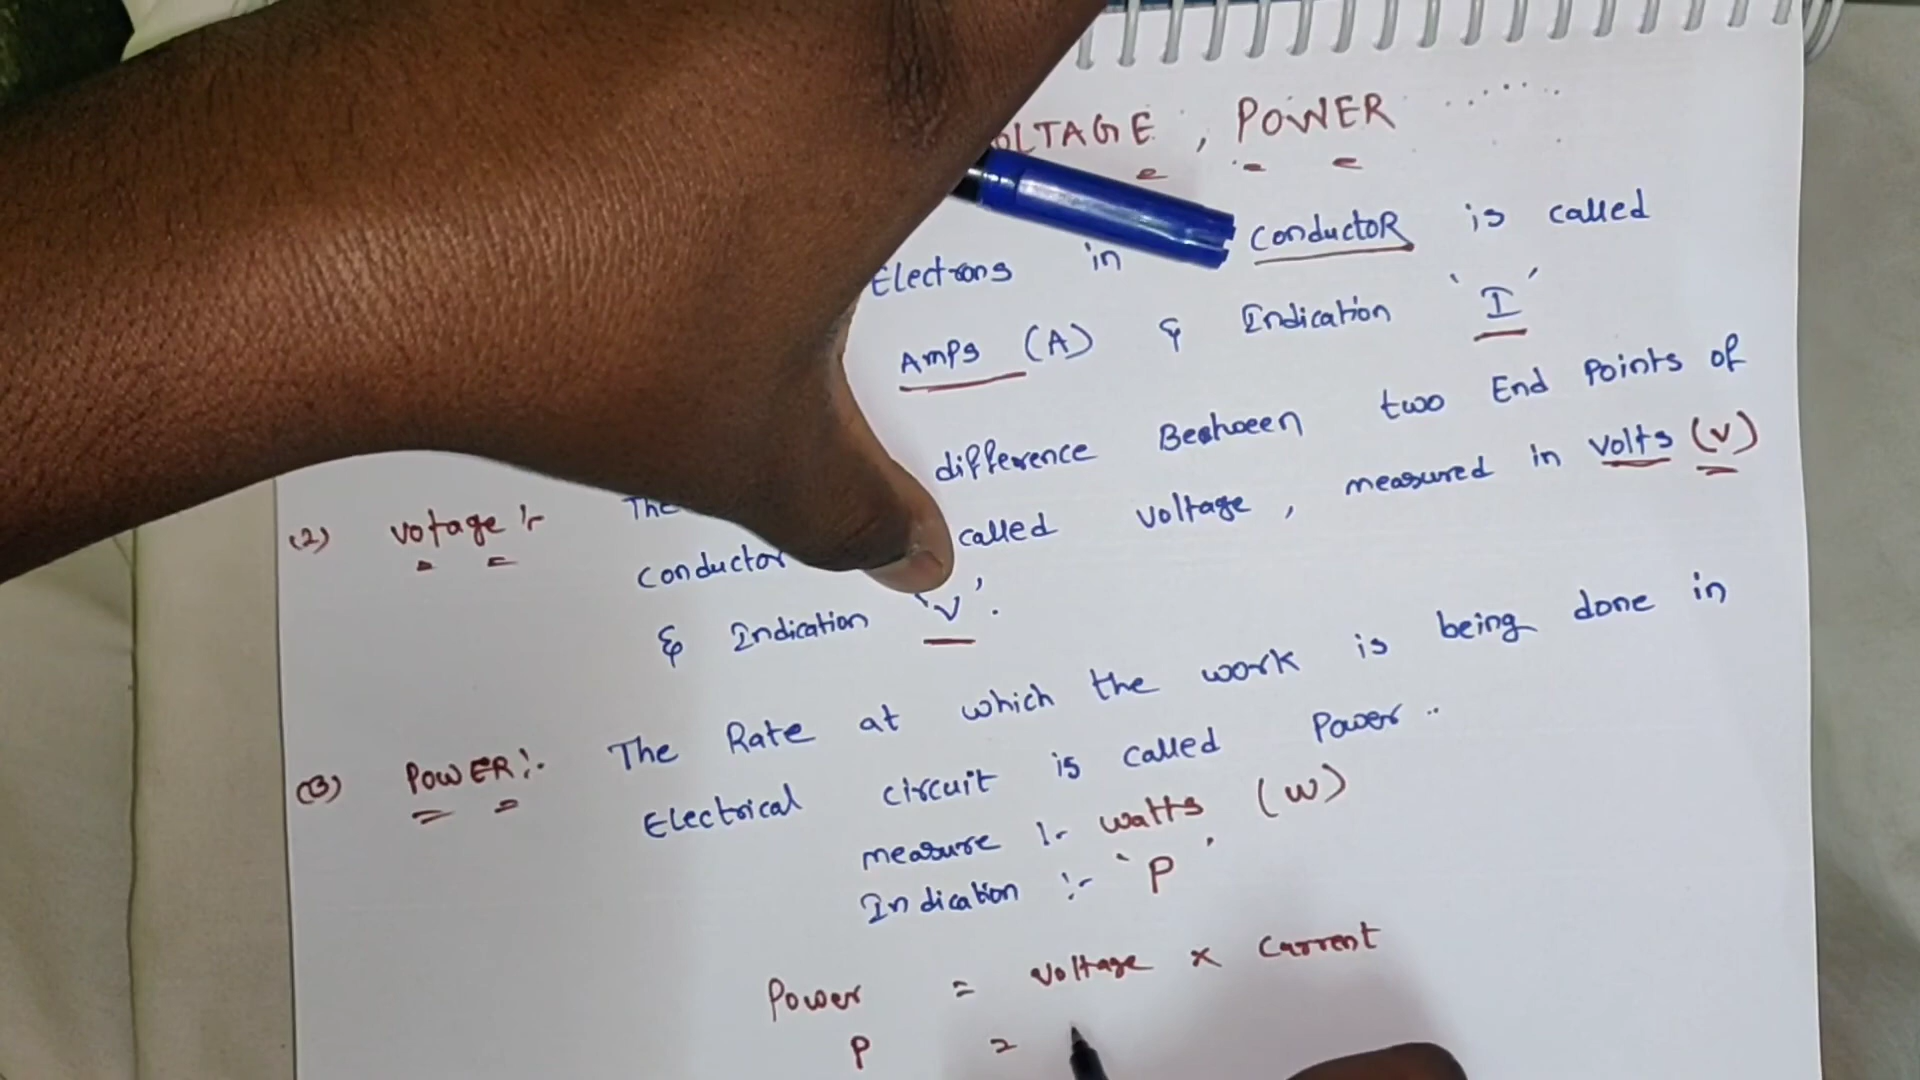 OLTAGE , POWER
Electrons in conductoR is called
Amps (A) & Indication 'I'
difference Between two End Points of
(2) votage :- The
conductor called voltage , measured in volts (V)
& Indication 'V'.
(3) POWER :- The Rate at which the work is being done in
Electrical circuit is called Power ..
measure :- watts (W)
Indication :- 'P'
Power = voltage x current
P =